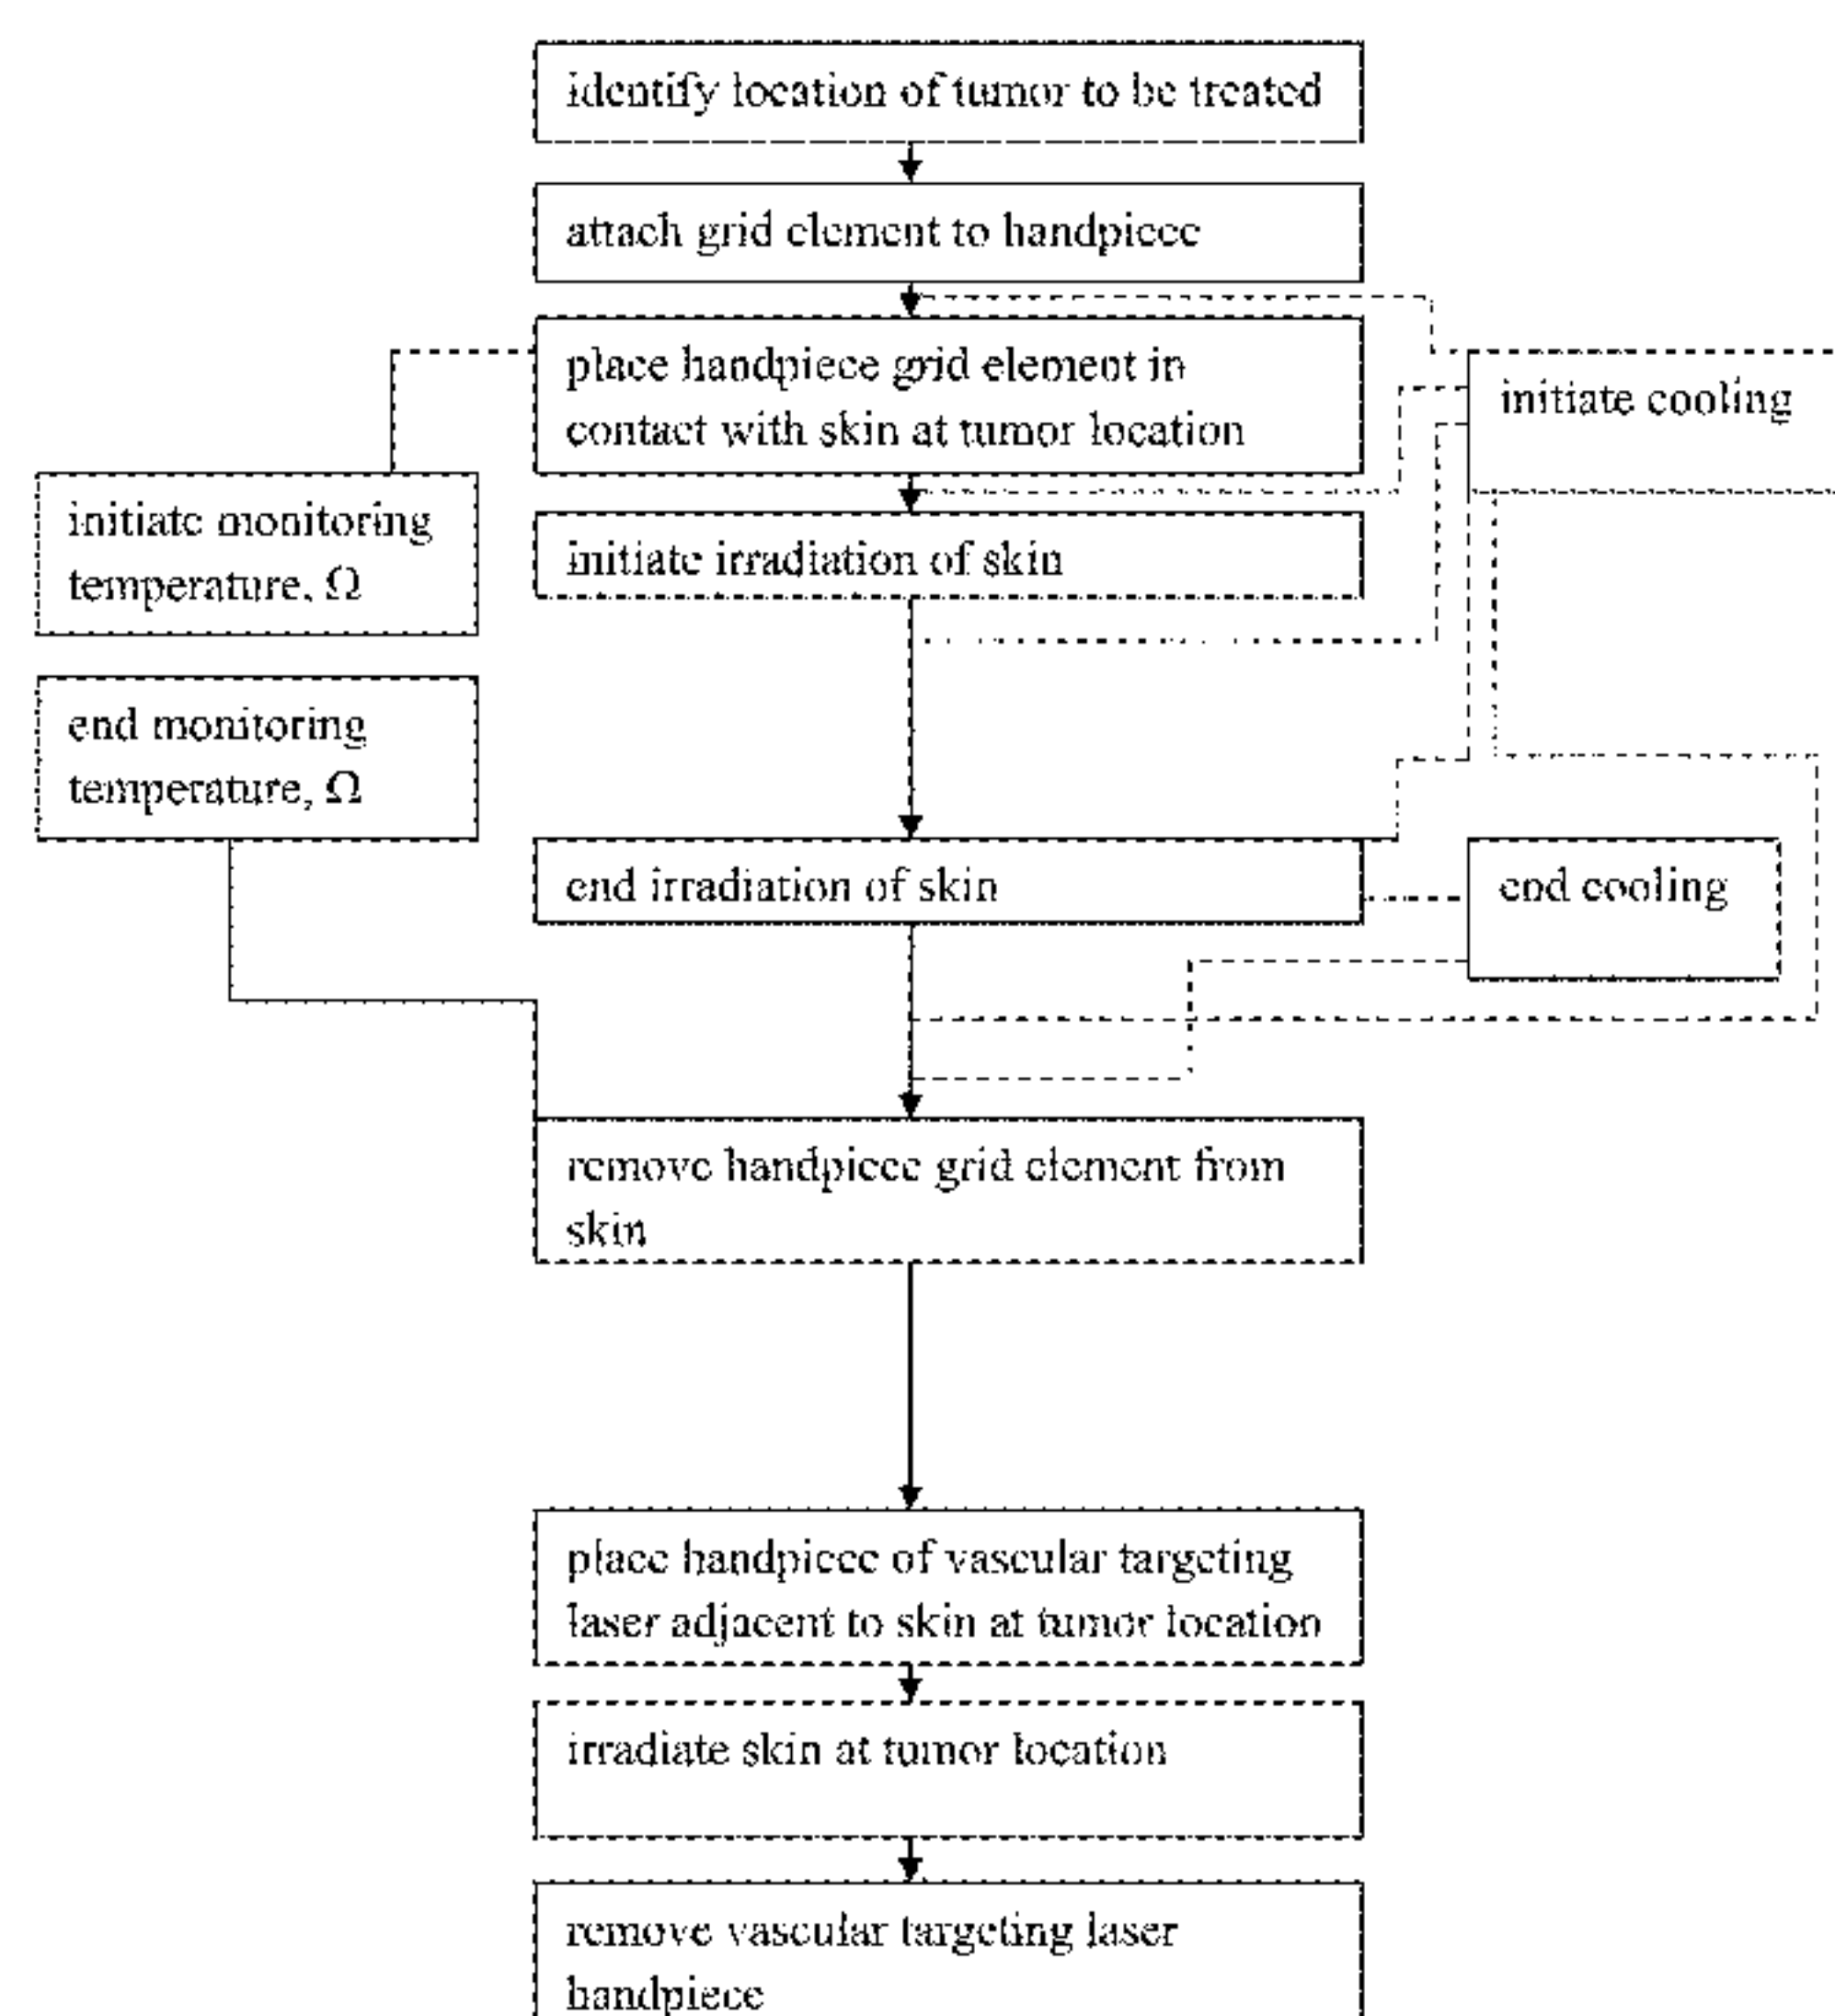 identify location of tumor to be treated
attach grid element to handpiece
place handpiece grid element in
contact with skin at tumor location
initiate cooling
initiate monitoring
temperature, Ω
initiate irradiation of skin
end monitoring
temperature, Ω
end irradiation of skin
end cooling
remove handpiece grid element from
skin
place handpiece of vascular targeting
laser adjacent to skin at tumor location
irradiate skin at tumor location
remove vascular targeting laser
handpiece